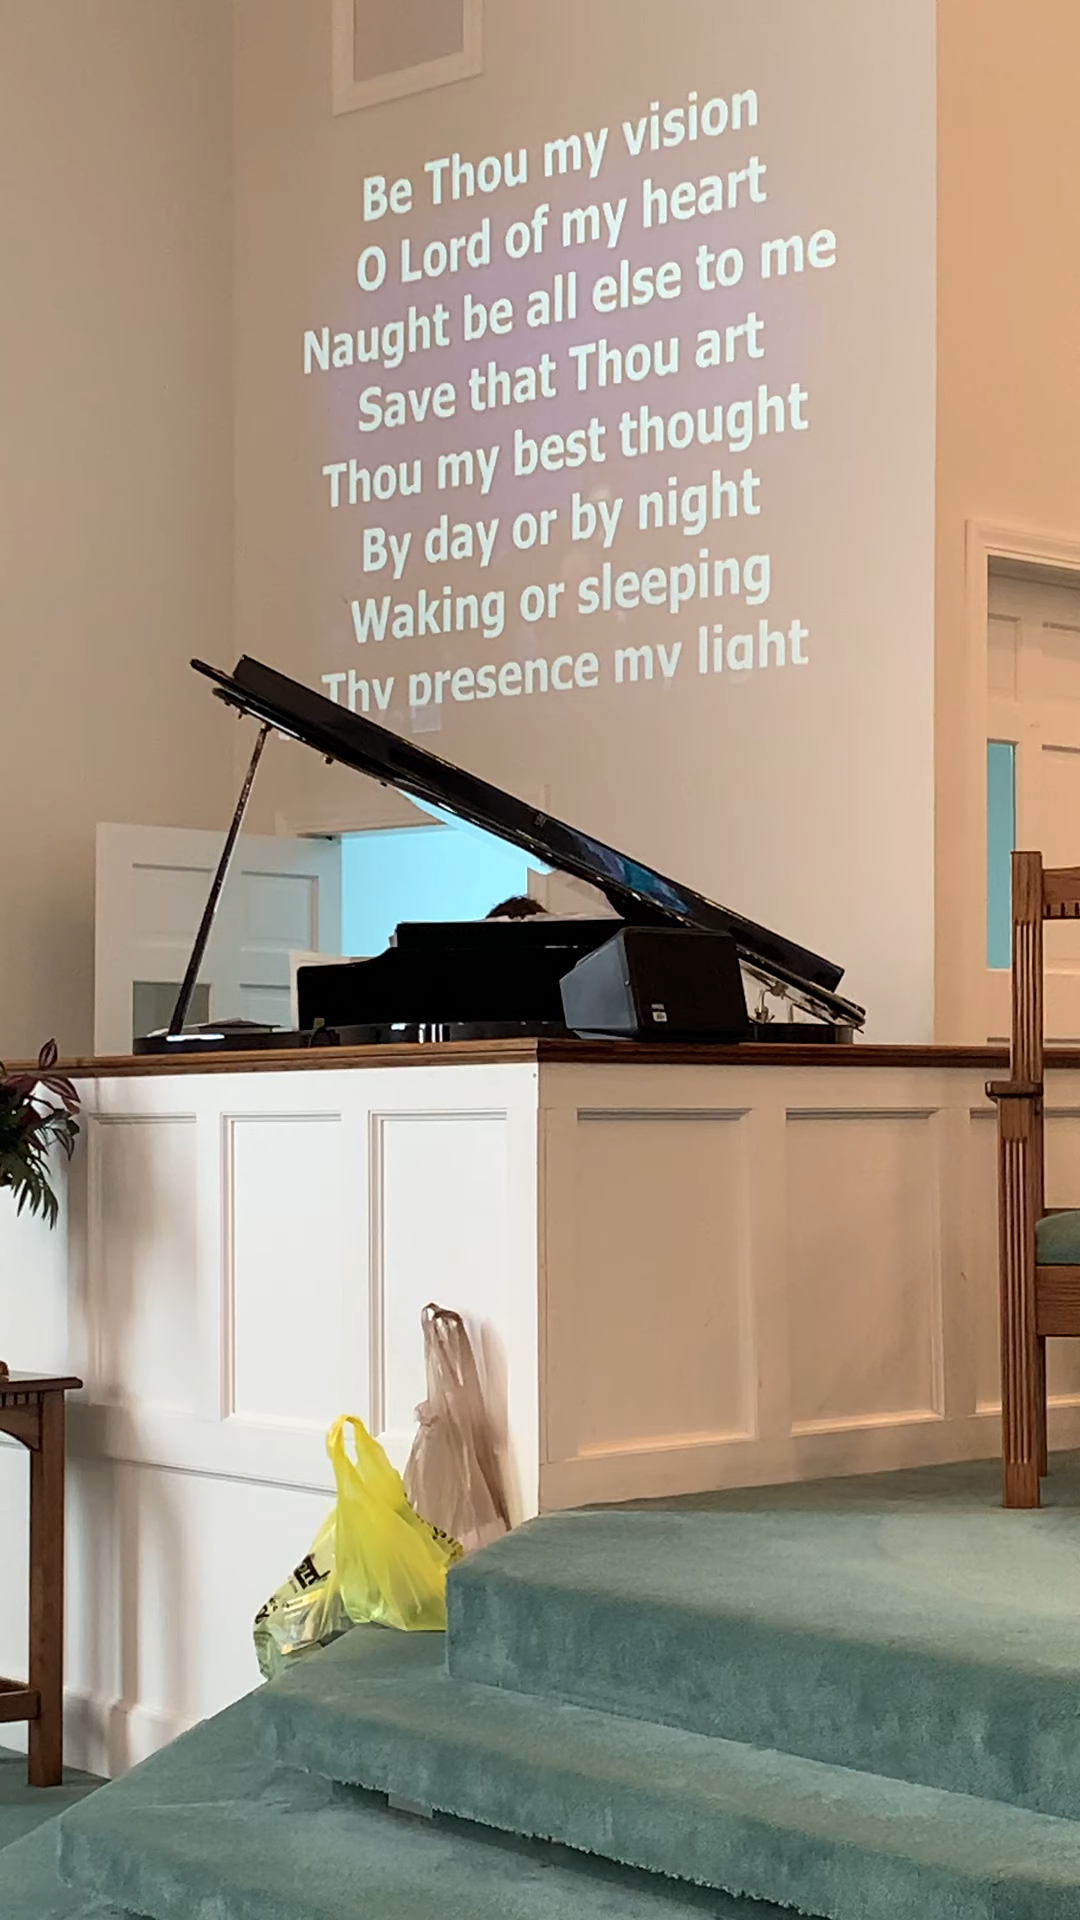 Be Thou my vision
O Lord of my heart
Naught be all else to me
Save that Thou art
Thou my best thought
By day or by night
Waking or sleeping
Thy presence my light